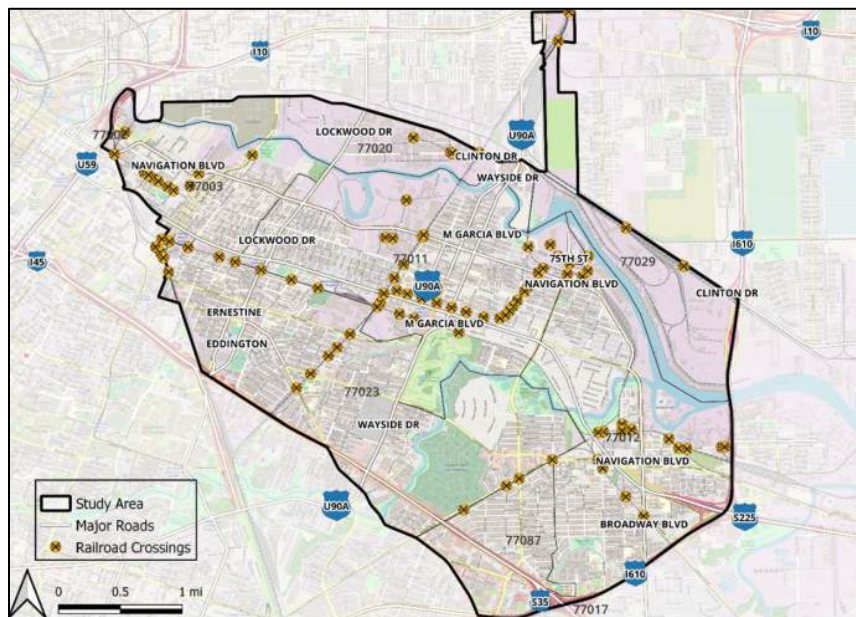 I10
I10
LOCKWOOD DR
77020
U90A
CLINTON DR
77002
U59
NAVIGATION BLVD
77003
WAYSIDE DR
LOCKWOOD DR
M GARCIA BLVD
I610
I45
77011
75TH ST
77029
U90A
NAVIGATION BLVD
CLINTON DR
ERNESTINE
M GARCIA BLVD
EDDINGTON
77023
WAYSIDE DR
77012
NAVIGATION BLVD
U90A
BROADWAY BLVD
S225
77087
I610
S35
77017
Study Area
Major Roads
Railroad Crossings
0 0.5 1 mi